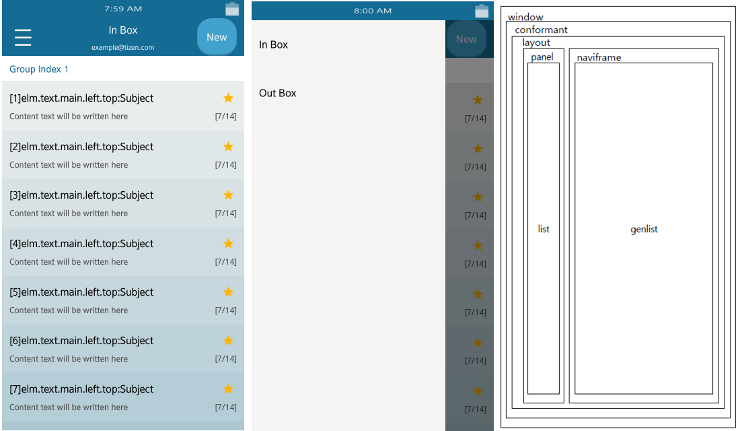 7:59 AM
In Box
example@tizen.com
New
Group Index 1
[1]elm.text.main.left.top:Subject
Content text will be written here
[7/14]
[2]elm.text.main.left.top:Subject
Content text will be written here
[7/14]
[3]elm.text.main.left.top:Subject
Content text will be written here
[7/14]
[4]elm.text.main.left.top:Subject
Content text will be written here
[7/14]
[5]elm.text.main.left.top:Subject
Content text will be written here
[7/14]
[6]elm.text.main.left.top:Subject
Content text will be written here
[7/14]
[7]elm.text.main.left.top:Subject
Content text will be written here
[7/14]
8:00 AM
In Box
Out Box
New
[7/14]
[7/14]
[7/14]
[7/14]
[7/14]
[7/14]
[7/14]
window
conformant
layout
panel
naviframe
list
genlist